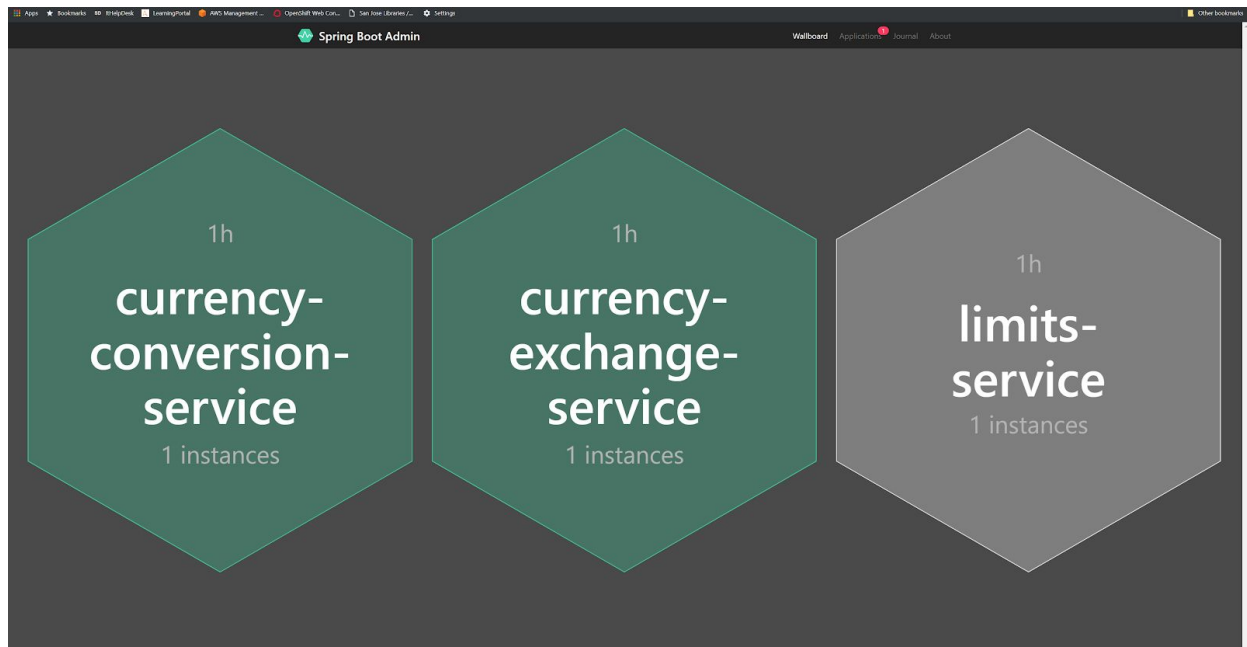 Apps Bookmarks RI HelpDesk LearningPortal AWS Management ... OpenShift Web Con... San Jose Libraries /... Settings Other bookmarks
Spring Boot Admin Wallboard Applications 1 Journal About
1h
currency-
conversion-
service
1 instances
1h
currency-
exchange-
service
1 instances
1h
limits-
service
1 instances